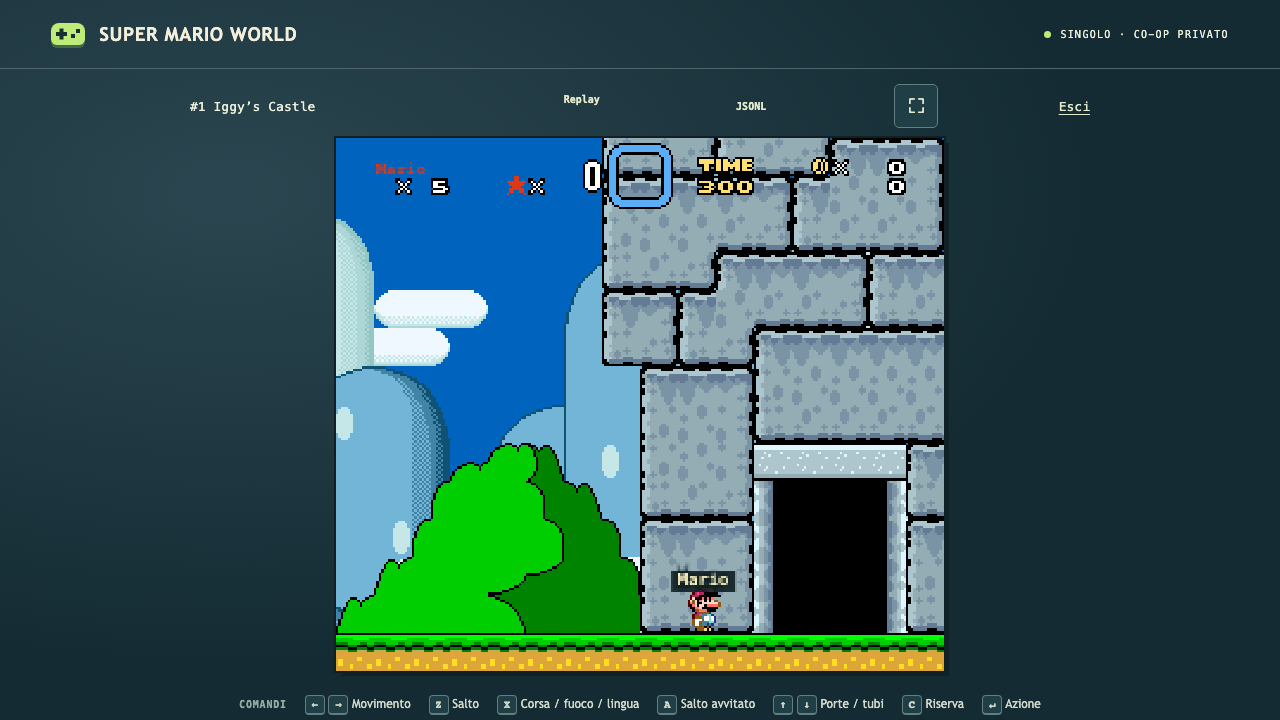 SUPER MARIO WORLD
SINGOLO · CO-OP PRIVATO
#1 Iggy's Castle
Replay
JSONL
Esci
Mario
x 5
★x
0
TIME
300
x 0
0
Mario
COMANDI
← → Movimento
Z Salto
X Corsa / fuoco / lingua
A Salto avvitato
↑ ↓ Porte / tubi
C Riserva
↵ Azione